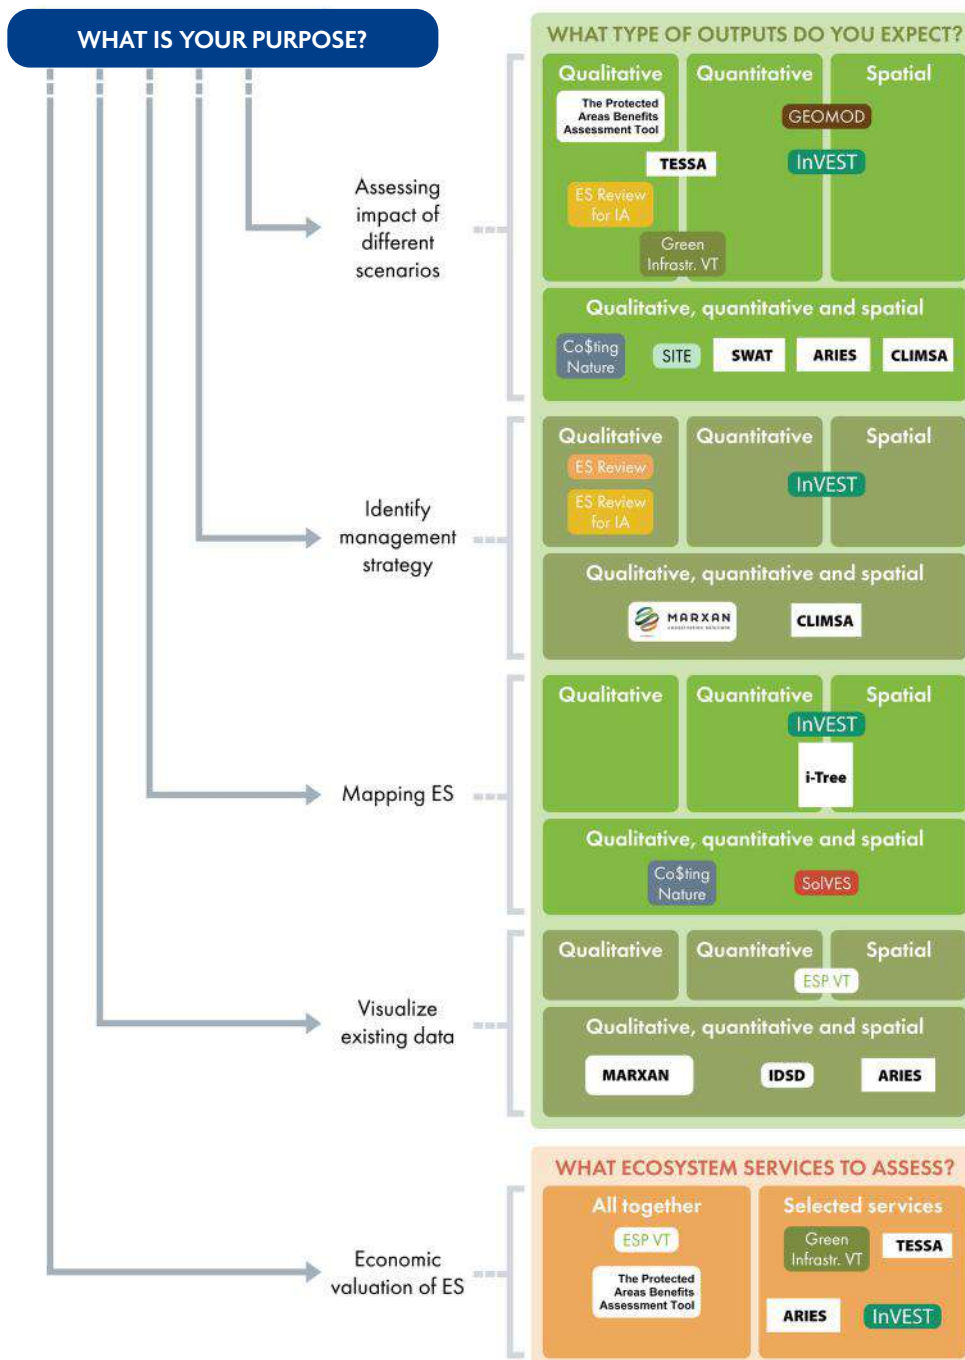 WHAT IS YOUR PURPOSE?
WHAT TYPE OF OUTPUTS DO YOU EXPECT?
Assessing
impact of
different
scenarios
Qualitative
Quantitative
Spatial
The Protected
Areas Benefits
Assessment Tool
GEOMOD
TESSA
InVEST
ES Review
for IA
Green
Infrastr. VT
Qualitative, quantitative and spatial
Co$ting
Nature
SITE
SWAT
ARIES
CLIMSA
Identify
management
strategy
Qualitative
Quantitative
Spatial
ES Review
InVEST
ES Review
for IA
Qualitative, quantitative and spatial
MARXAN
CLIMSA
Mapping ES
Qualitative
Quantitative
Spatial
InVEST
i-Tree
Qualitative, quantitative and spatial
Co$ting
Nature
SolVES
Visualize
existing data
Qualitative
Quantitative
Spatial
ESP VT
Qualitative, quantitative and spatial
MARXAN
IDSD
ARIES
WHAT ECOSYSTEM SERVICES TO ASSESS?
Economic
valuation of ES
All together
ESP VT
The Protected
Areas Benefits
Assessment Tool
Selected services
Green
Infrastr. VT
TESSA
ARIES
InVEST